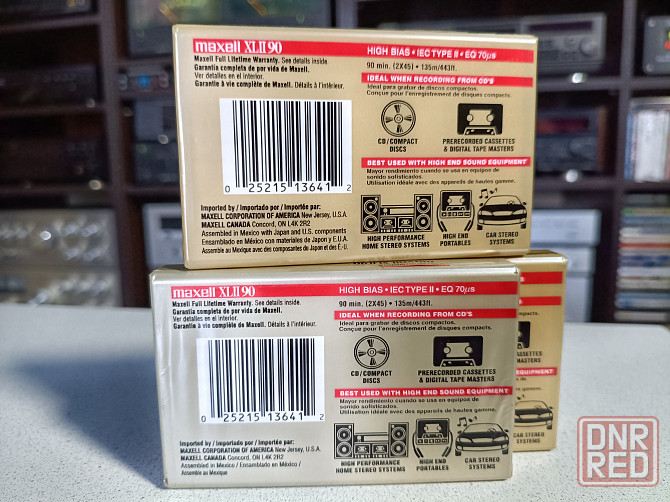 maxell XLII 90
Maxell Full Lifetime Warranty. See details inside.
Garantía completa de por vida de Maxell.
Ver detalles en el interior.
Garantie à vie complète de Maxell. Détails à l'intérieur.
0 25215 13641 2
Imported by / Importado por / Importée par:
MAXELL CORPORATION OF AMERICA New Jersey, U.S.A.
MAXELL CANADA Concord, ON L4K 2R2
Assembled in Mexico with Japan and U.S. components
Ensamblado en México con materiales de Japón y E.U.A.
Assemblé au Mexique avec des composantes du Japon et des É.-U.
HIGH BIAS • IEC TYPE II • EQ 70µs
90 min. (2X45) • 135m/443ft.
IDEAL WHEN RECORDING FROM CD'S
Ideal para grabar de discos compactos.
Conçue pour l'enregistrement de disques compacts.
CD/COMPACT
DISCS
PRERECORDED CASSETTES
& DIGITAL TAPE MASTERS
BEST USED WITH HIGH END SOUND EQUIPMENT
Mayor rendimiento cuando se usa en equipos de
sonido sofisticados.
Utilisation idéale avec des appareils de hautes gamme.
HIGH PERFORMANCE
HOME STEREO SYSTEMS
HIGH END
PORTABLES
CAR STEREO
SYSTEMS
maxell XLII 90
Maxell Full Lifetime Warranty. See details inside.
Garantía completa de por vida de Maxell.
Ver detalles en el interior.
Garantie à vie complète de Maxell. Détails à l'intérieur.
0 25215 13641 2
Imported by / Importado por / Importée par:
MAXELL CORPORATION OF AMERICA New Jersey, U.S.A.
MAXELL CANADA Concord, ON L4K 2R2
Assembled in Mexico / Ensamblado en México /
Assemblé au Mexique
HIGH BIAS • IEC TYPE II • EQ 70µs
90 min. (2X45) • 135m/443ft.
IDEAL WHEN RECORDING FROM CD'S
Ideal para grabar de discos compactos.
Conçue pour l'enregistrement de disques compacts.
CD/COMPACT
DISCS
PRERECORDED CASSETTES
& DIGITAL TAPE MASTERS
BEST USED WITH HIGH END SOUND EQUIPMENT
Mayor rendimiento cuando se usa en equipos de
sonido sofisticados.
Utilisation idéale avec des appareils de hautes gamme.
HIGH PERFORMANCE
HOME STEREO SYSTEMS
HIGH END
PORTABLES
CAR STEREO
SYSTEMS
CASSETTES
MASTERS
EQUIPMENT
CAR STEREO
SYSTEMS
DNR
RED